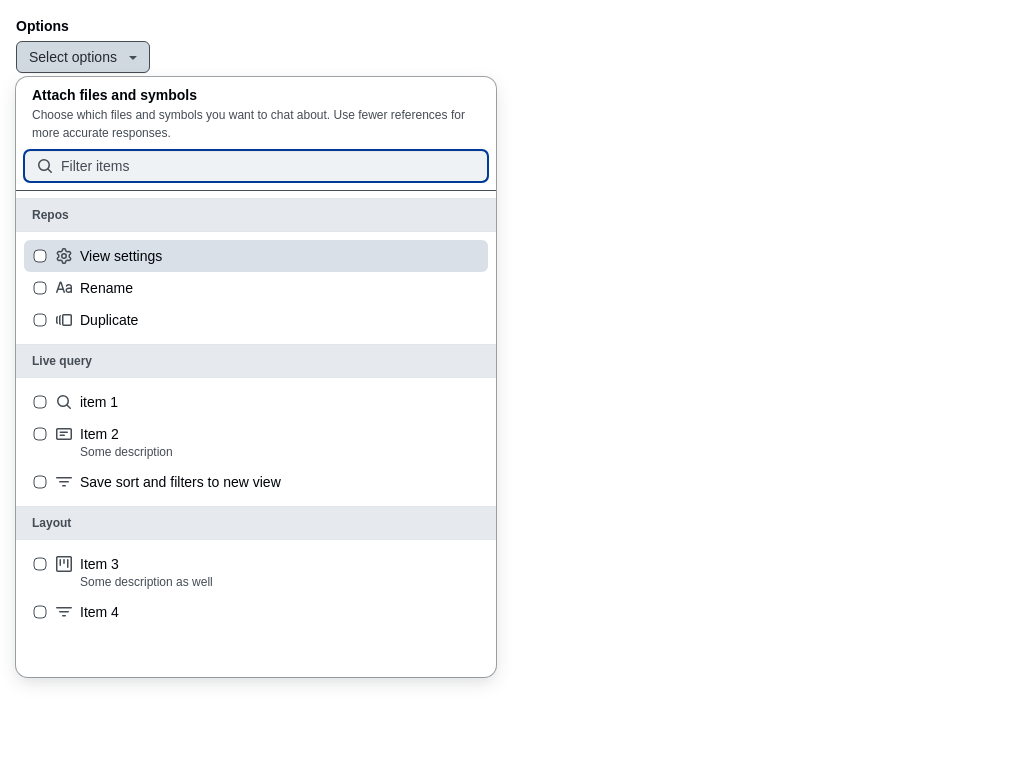 Options
Select options
Attach files and symbols
Choose which files and symbols you want to chat about. Use fewer references for
more accurate responses.
Filter items
Repos
View settings
Rename
Duplicate
Live query
item 1
Item 2
Some description
Save sort and filters to new view
Layout
Item 3
Some description as well
Item 4